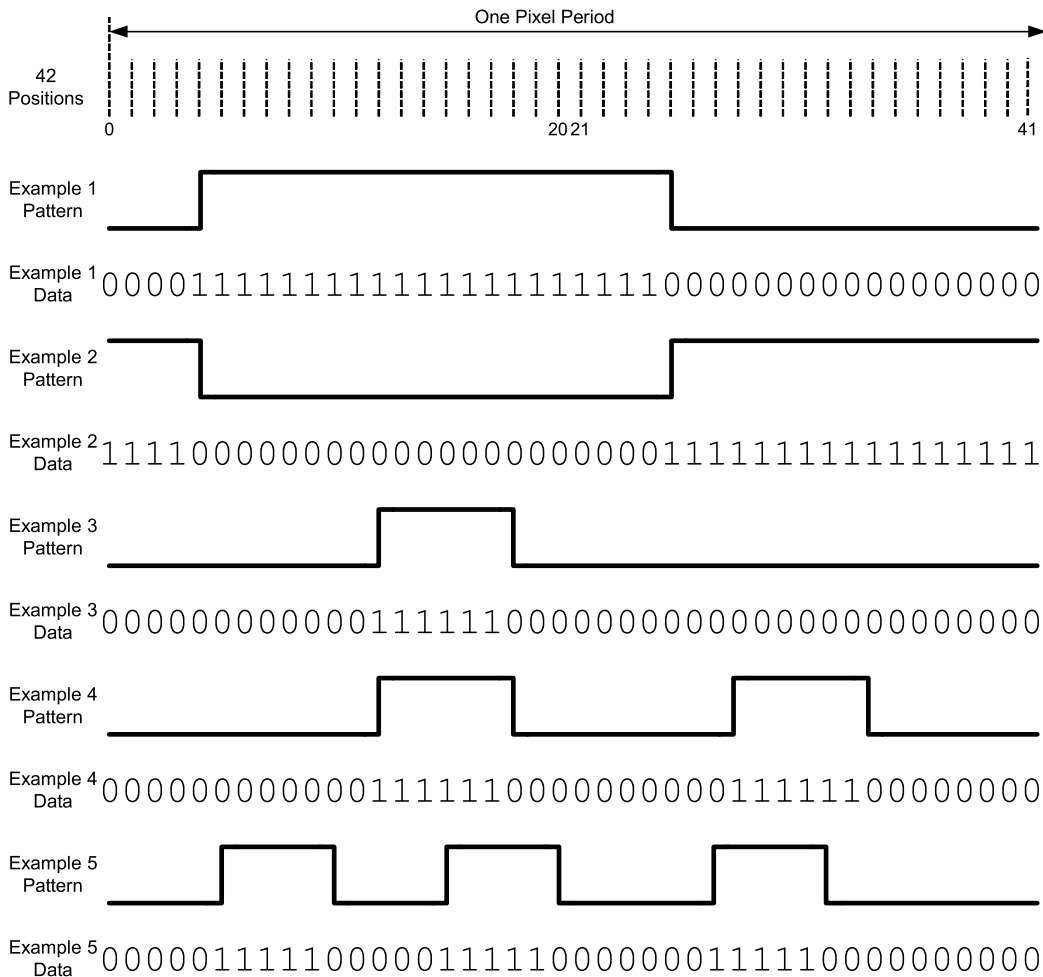 One Pixel Period
42
Positions
0 20 21 41
Example 1
Pattern
Example 1
Data
000011111111111111111111100000000000000000
Example 2
Pattern
Example 2
Data
111100000000000000000000011111111111111111
Example 3
Pattern
Example 3
Data
000000000000111111000000000000000000000000
Example 4
Pattern
Example 4
Data
000000000000111111000000000011111100000000
Example 5
Pattern
Example 5
Data
000001111100000111110000000111110000000000